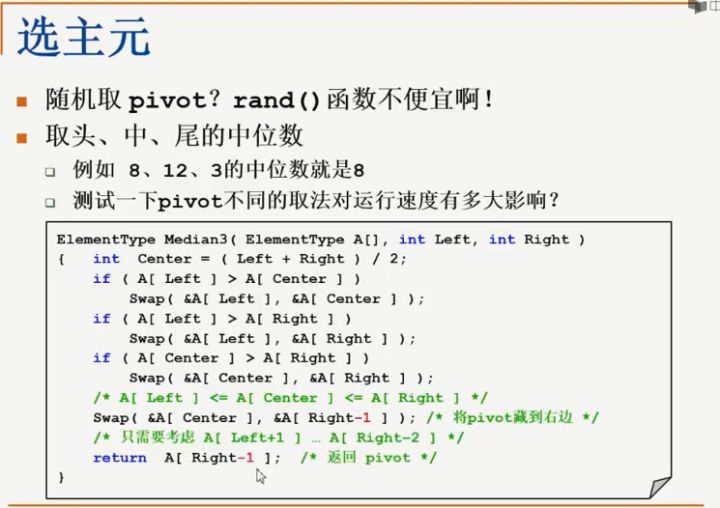 选主元
随机取 pivot？rand()函数不便宜啊！
取头、中、尾的中位数
例如 8、12、3的中位数就是8
测试一下pivot不同的取法对运行速度有多大影响？
ElementType Median3( ElementType A[], int Left, int Right )
{   int  Center = ( Left + Right ) / 2;
    if ( A[ Left ] > A[ Center ] )
        Swap( &A[ Left ], &A[ Center ] );
    if ( A[ Left ] > A[ Right ] )
        Swap( &A[ Left ], &A[ Right ] );
    if ( A[ Center ] > A[ Right ] )
        Swap( &A[ Center ], &A[ Right ] );
    /* A[ Left ] <= A[ Center ] <= A[ Right ] */
    Swap( &A[ Center ], &A[ Right-1 ] ); /* 将pivot藏到右边 */
    /* 只需要考虑 A[ Left+1 ] … A[ Right-2 ] */
    return  A[ Right-1 ];  /* 返回 pivot */
}